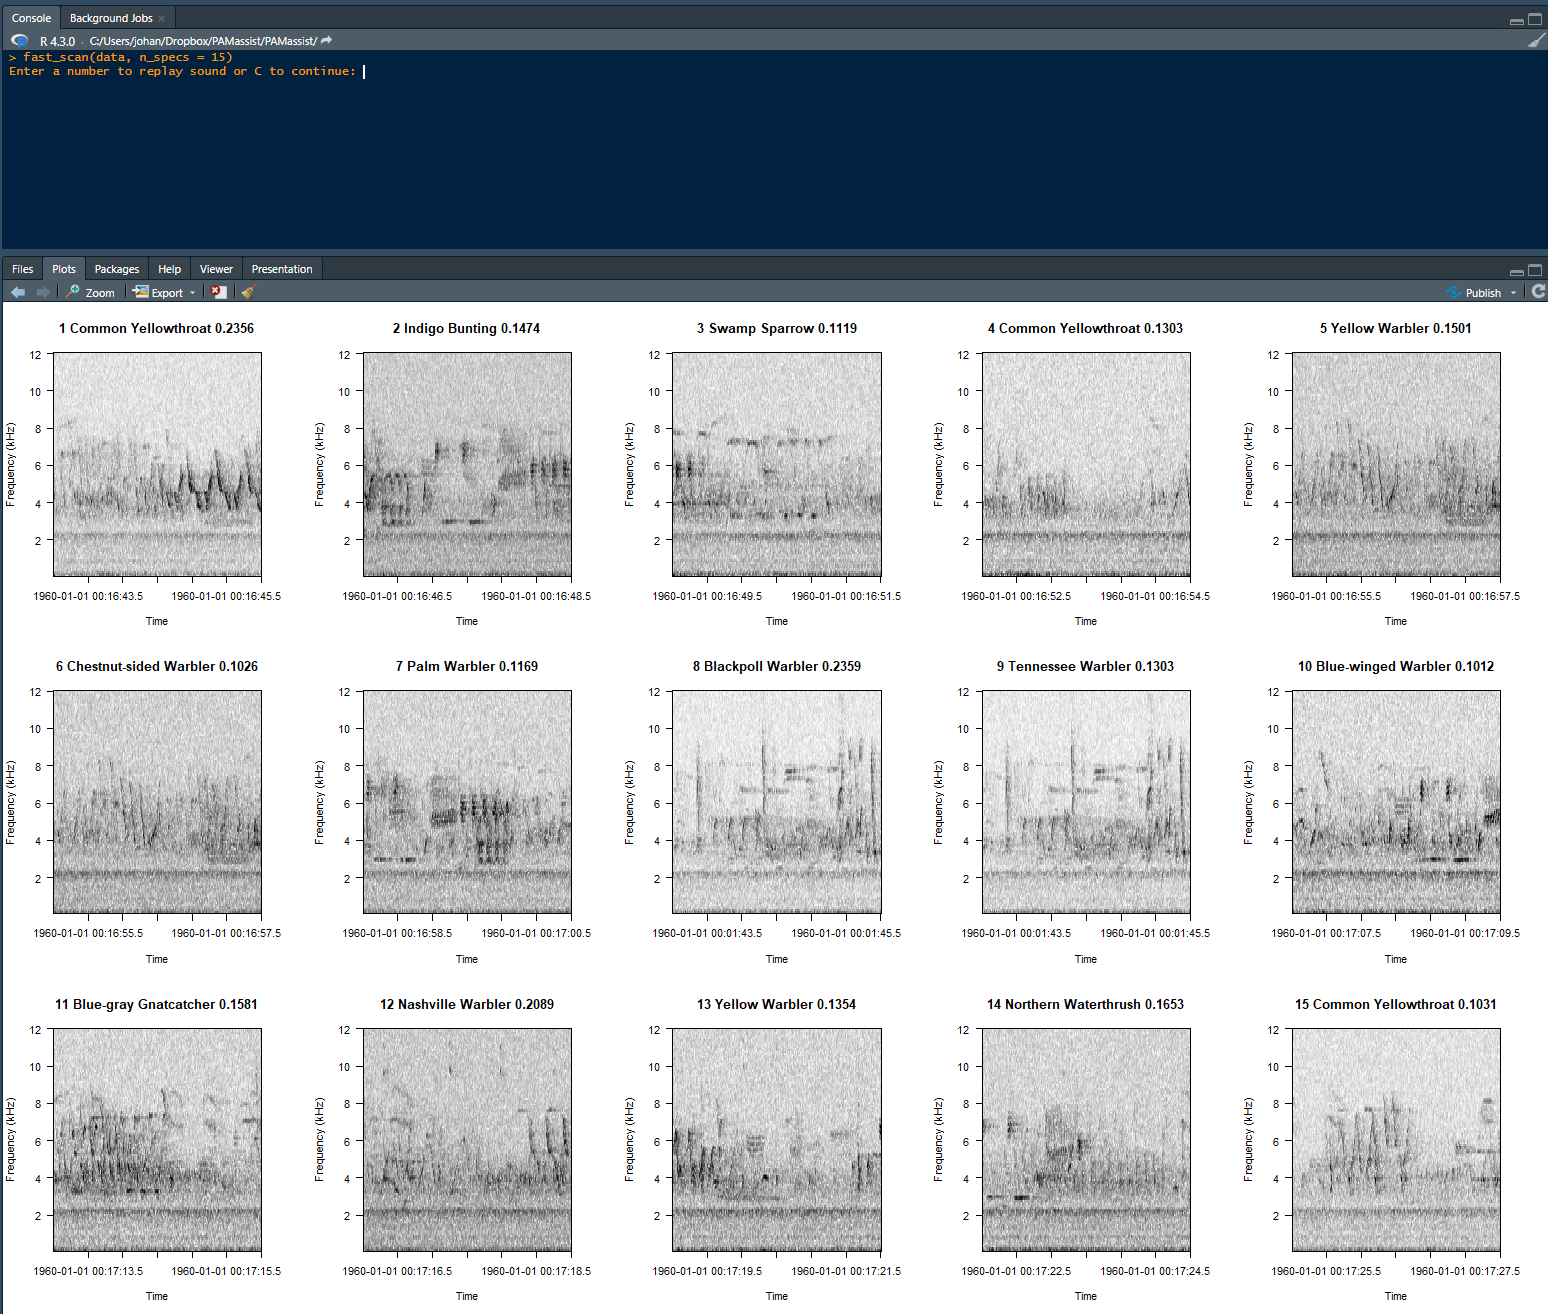 Console Background Jobs
R 4.3.0 · C:/Users/johan/Dropbox/PAMassist/PAMassist/
> fast_scan(data, n_specs = 15)
Enter a number to replay sound or C to continue:
Files Plots Packages Help Viewer Presentation
Zoom Export Publish
1 Common Yellowthroat 0.2356
12
10
8
6
4
2
Frequency (kHz)
1960-01-01 00:16:43.5 1960-01-01 00:16:45.5
Time
2 Indigo Bunting 0.1474
12
10
8
6
4
2
Frequency (kHz)
1960-01-01 00:16:46.5 1960-01-01 00:16:48.5
Time
3 Swamp Sparrow 0.1119
12
10
8
6
4
2
Frequency (kHz)
1960-01-01 00:16:49.5 1960-01-01 00:16:51.5
Time
4 Common Yellowthroat 0.1303
12
10
8
6
4
2
Frequency (kHz)
1960-01-01 00:16:52.5 1960-01-01 00:16:54.5
Time
5 Yellow Warbler 0.1501
12
10
8
6
4
2
Frequency (kHz)
1960-01-01 00:16:55.5 1960-01-01 00:16:57.5
Time
6 Chestnut-sided Warbler 0.1026
12
10
8
6
4
2
Frequency (kHz)
1960-01-01 00:16:55.5 1960-01-01 00:16:57.5
Time
7 Palm Warbler 0.1169
12
10
8
6
4
2
Frequency (kHz)
1960-01-01 00:16:58.5 1960-01-01 00:17:00.5
Time
8 Blackpoll Warbler 0.2359
12
10
8
6
4
2
Frequency (kHz)
1960-01-01 00:01:43.5 1960-01-01 00:01:45.5
Time
9 Tennessee Warbler 0.1303
12
10
8
6
4
2
Frequency (kHz)
1960-01-01 00:01:43.5 1960-01-01 00:01:45.5
Time
10 Blue-winged Warbler 0.1012
12
10
8
6
4
2
Frequency (kHz)
1960-01-01 00:17:07.5 1960-01-01 00:17:09.5
Time
11 Blue-gray Gnatcatcher 0.1581
12
10
8
6
4
2
Frequency (kHz)
1960-01-01 00:17:13.5 1960-01-01 00:17:15.5
Time
12 Nashville Warbler 0.2089
12
10
8
6
4
2
Frequency (kHz)
1960-01-01 00:17:16.5 1960-01-01 00:17:18.5
Time
13 Yellow Warbler 0.1354
12
10
8
6
4
2
Frequency (kHz)
1960-01-01 00:17:19.5 1960-01-01 00:17:21.5
Time
14 Northern Waterthrush 0.1653
12
10
8
6
4
2
Frequency (kHz)
1960-01-01 00:17:22.5 1960-01-01 00:17:24.5
Time
15 Common Yellowthroat 0.1031
12
10
8
6
4
2
Frequency (kHz)
1960-01-01 00:17:25.5 1960-01-01 00:17:27.5
Time